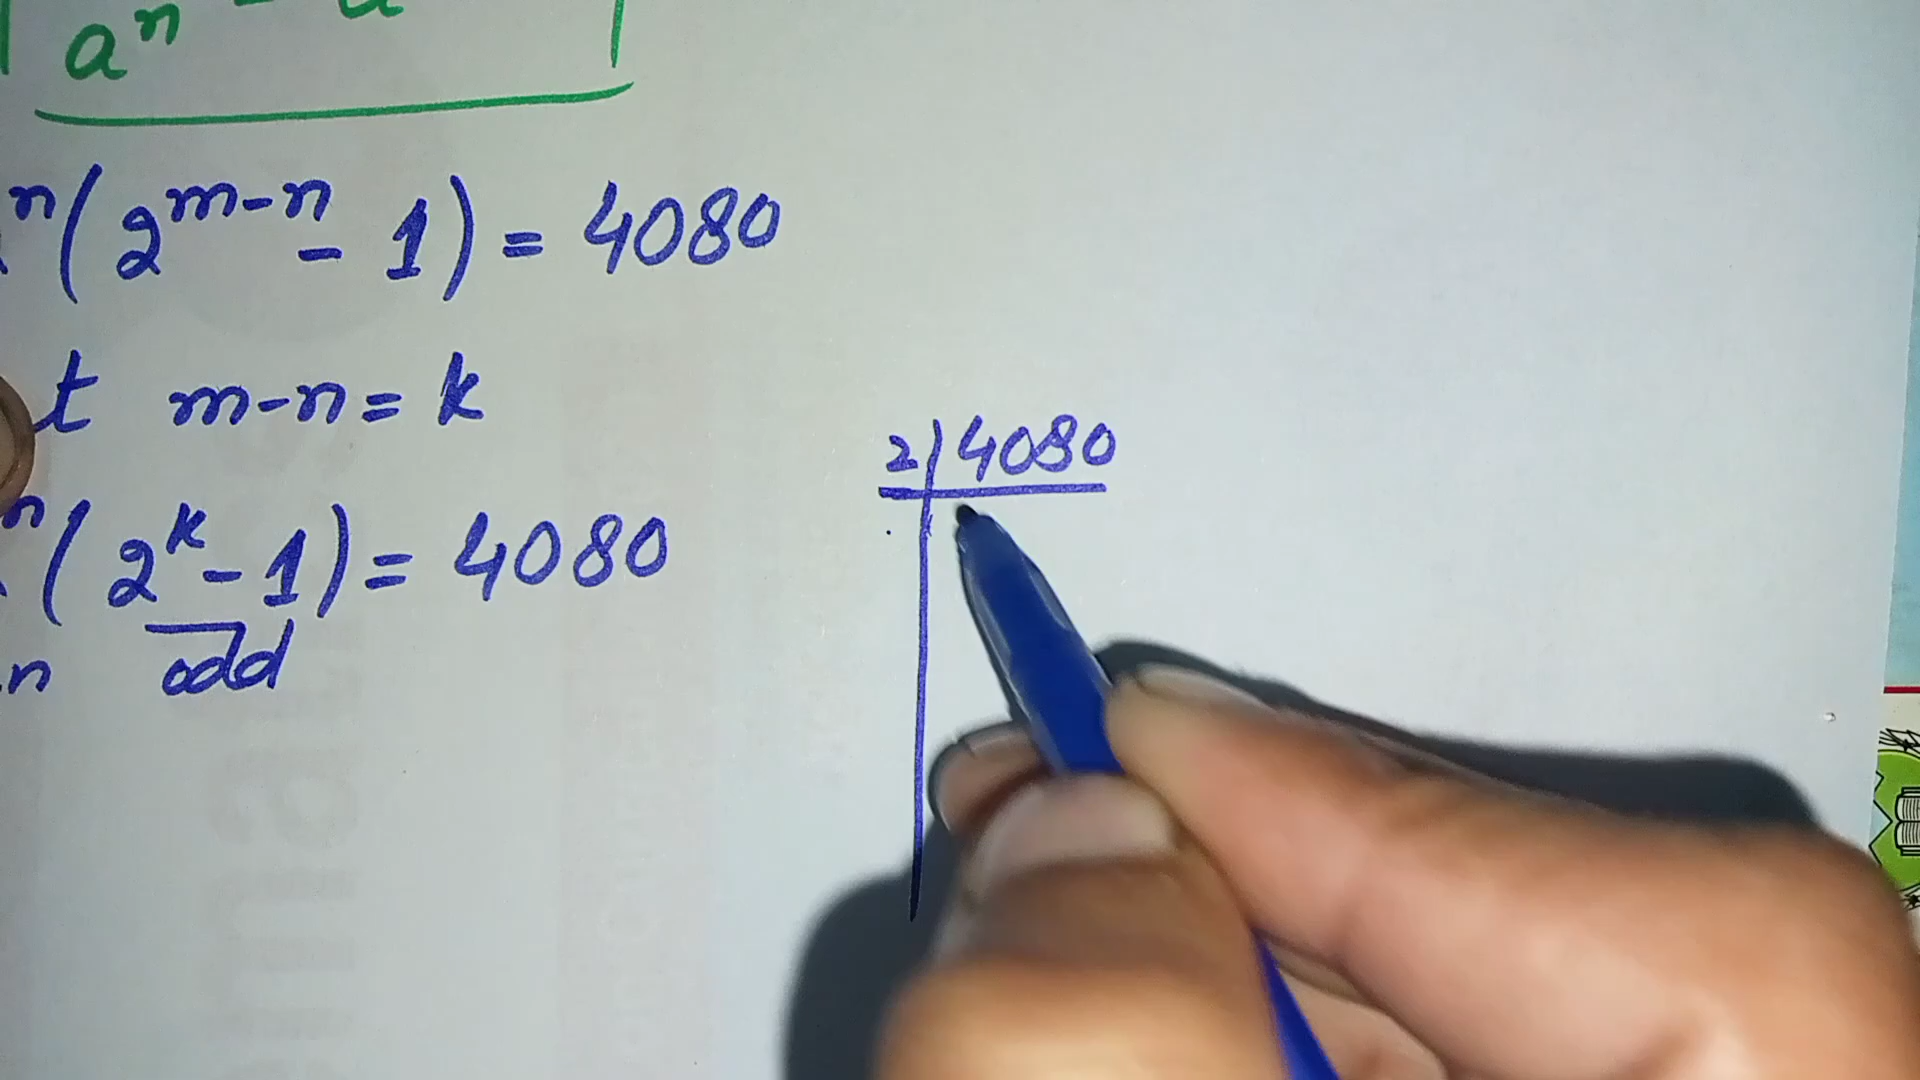 aⁿ
ⁿ(2ᵐ⁻ⁿ - 1) = 4080
t m-n = k
ⁿ(2ᵏ - 1) = 4080
n odd
2)4080